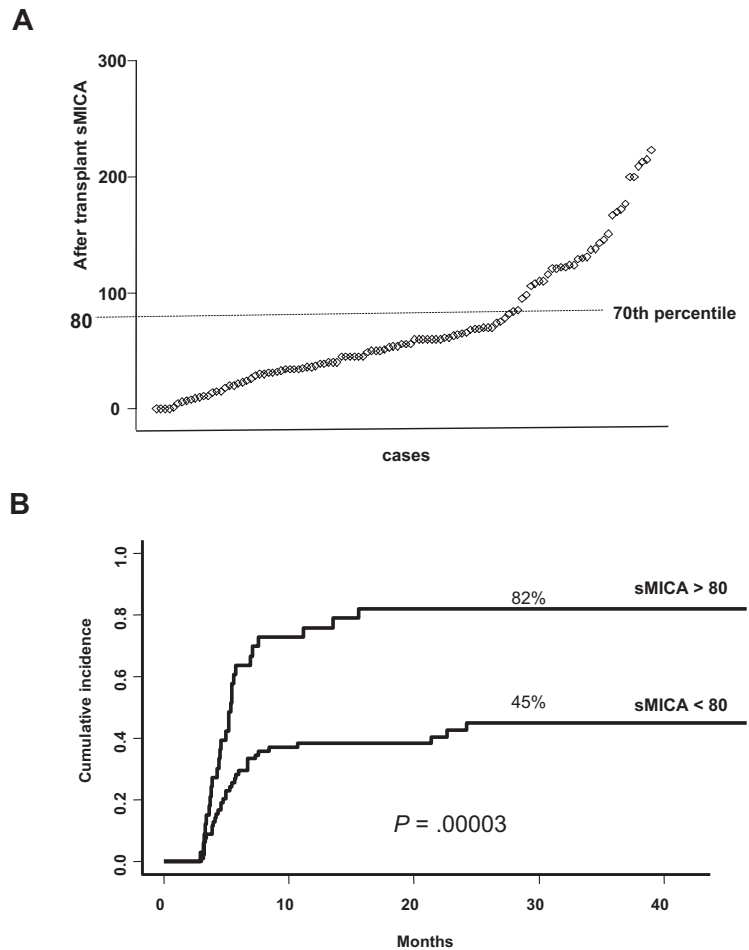 A
After transplant sMICA
300
200
100
80
0
70th percentile
cases
B
Cumulative incidence
1.0
0.8
0.6
0.4
0.2
0.0
82%
sMICA > 80
45%
sMICA < 80
P = .00003
0 10 20 30 40
Months